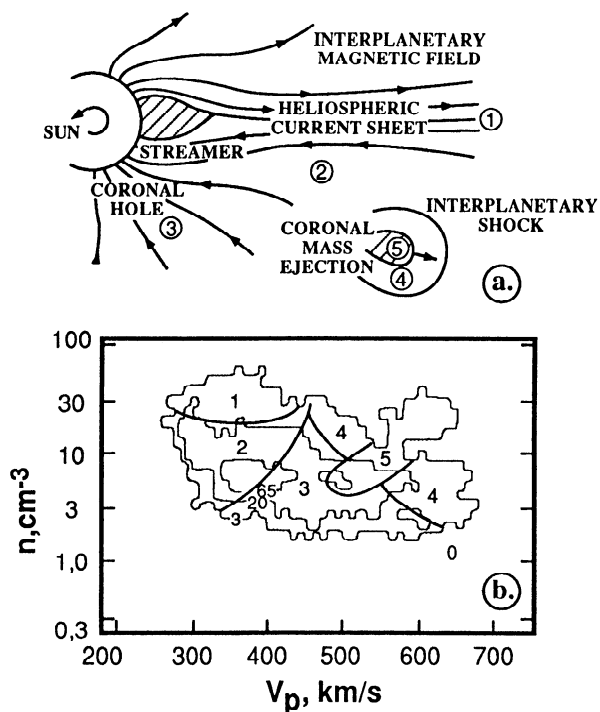 INTERPLANETARY
MAGNETIC FIELD
HELIOSPHERIC
CURRENT SHEET
1
SUN
STREAMER
2
CORONAL
HOLE
3
INTERPLANETARY
SHOCK
CORONAL
MASS
EJECTION
5
4
a.
100
30
10
3
1,0
0,3
n,cm-3
1
2
4
5
3
4
65
20
3
0
b.
200 300 400 500 600 700
Vp, km/s